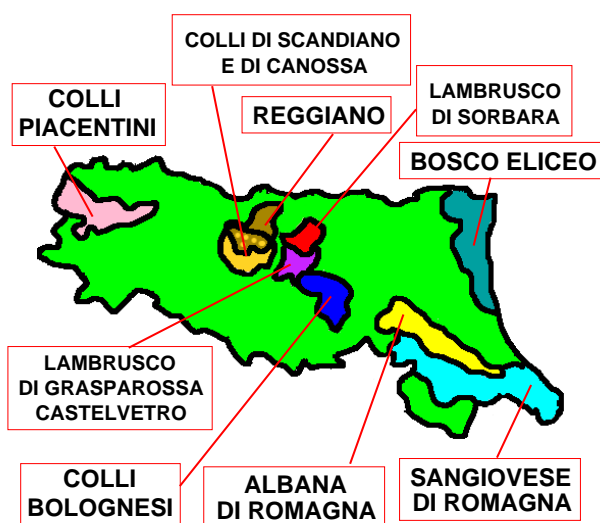 COLLI DI SCANDIANO
E DI CANOSSA
COLLI
PIACENTINI
REGGIANO
LAMBRUSCO
DI SORBARA
BOSCO ELICEO
LAMBRUSCO
DI GRASPAROSSA
CASTELVETRO
COLLI
BOLOGNESI
ALBANA
DI ROMAGNA
SANGIOVESE
DI ROMAGNA